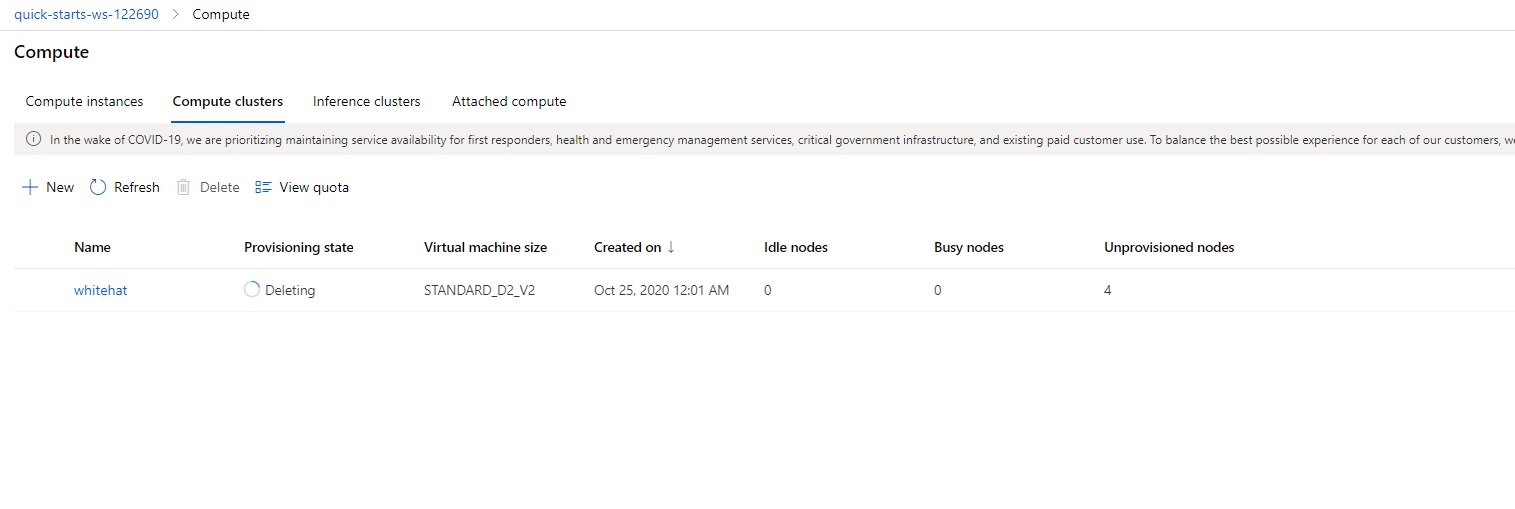 quick-starts-ws-122690 > Compute
Compute
Compute instances Compute clusters Inference clusters Attached compute
In the wake of COVID-19, we are prioritizing maintaining service availability for first responders, health and emergency management services, critical government infrastructure, and existing paid customer use. To balance the best possible experience for each of our customers, we
New Refresh Delete View quota
Name Provisioning state Virtual machine size Created on ↓ Idle nodes Busy nodes Unprovisioned nodes
whitehat Deleting STANDARD_D2_V2 Oct 25, 2020 12:01 AM 0 0 4